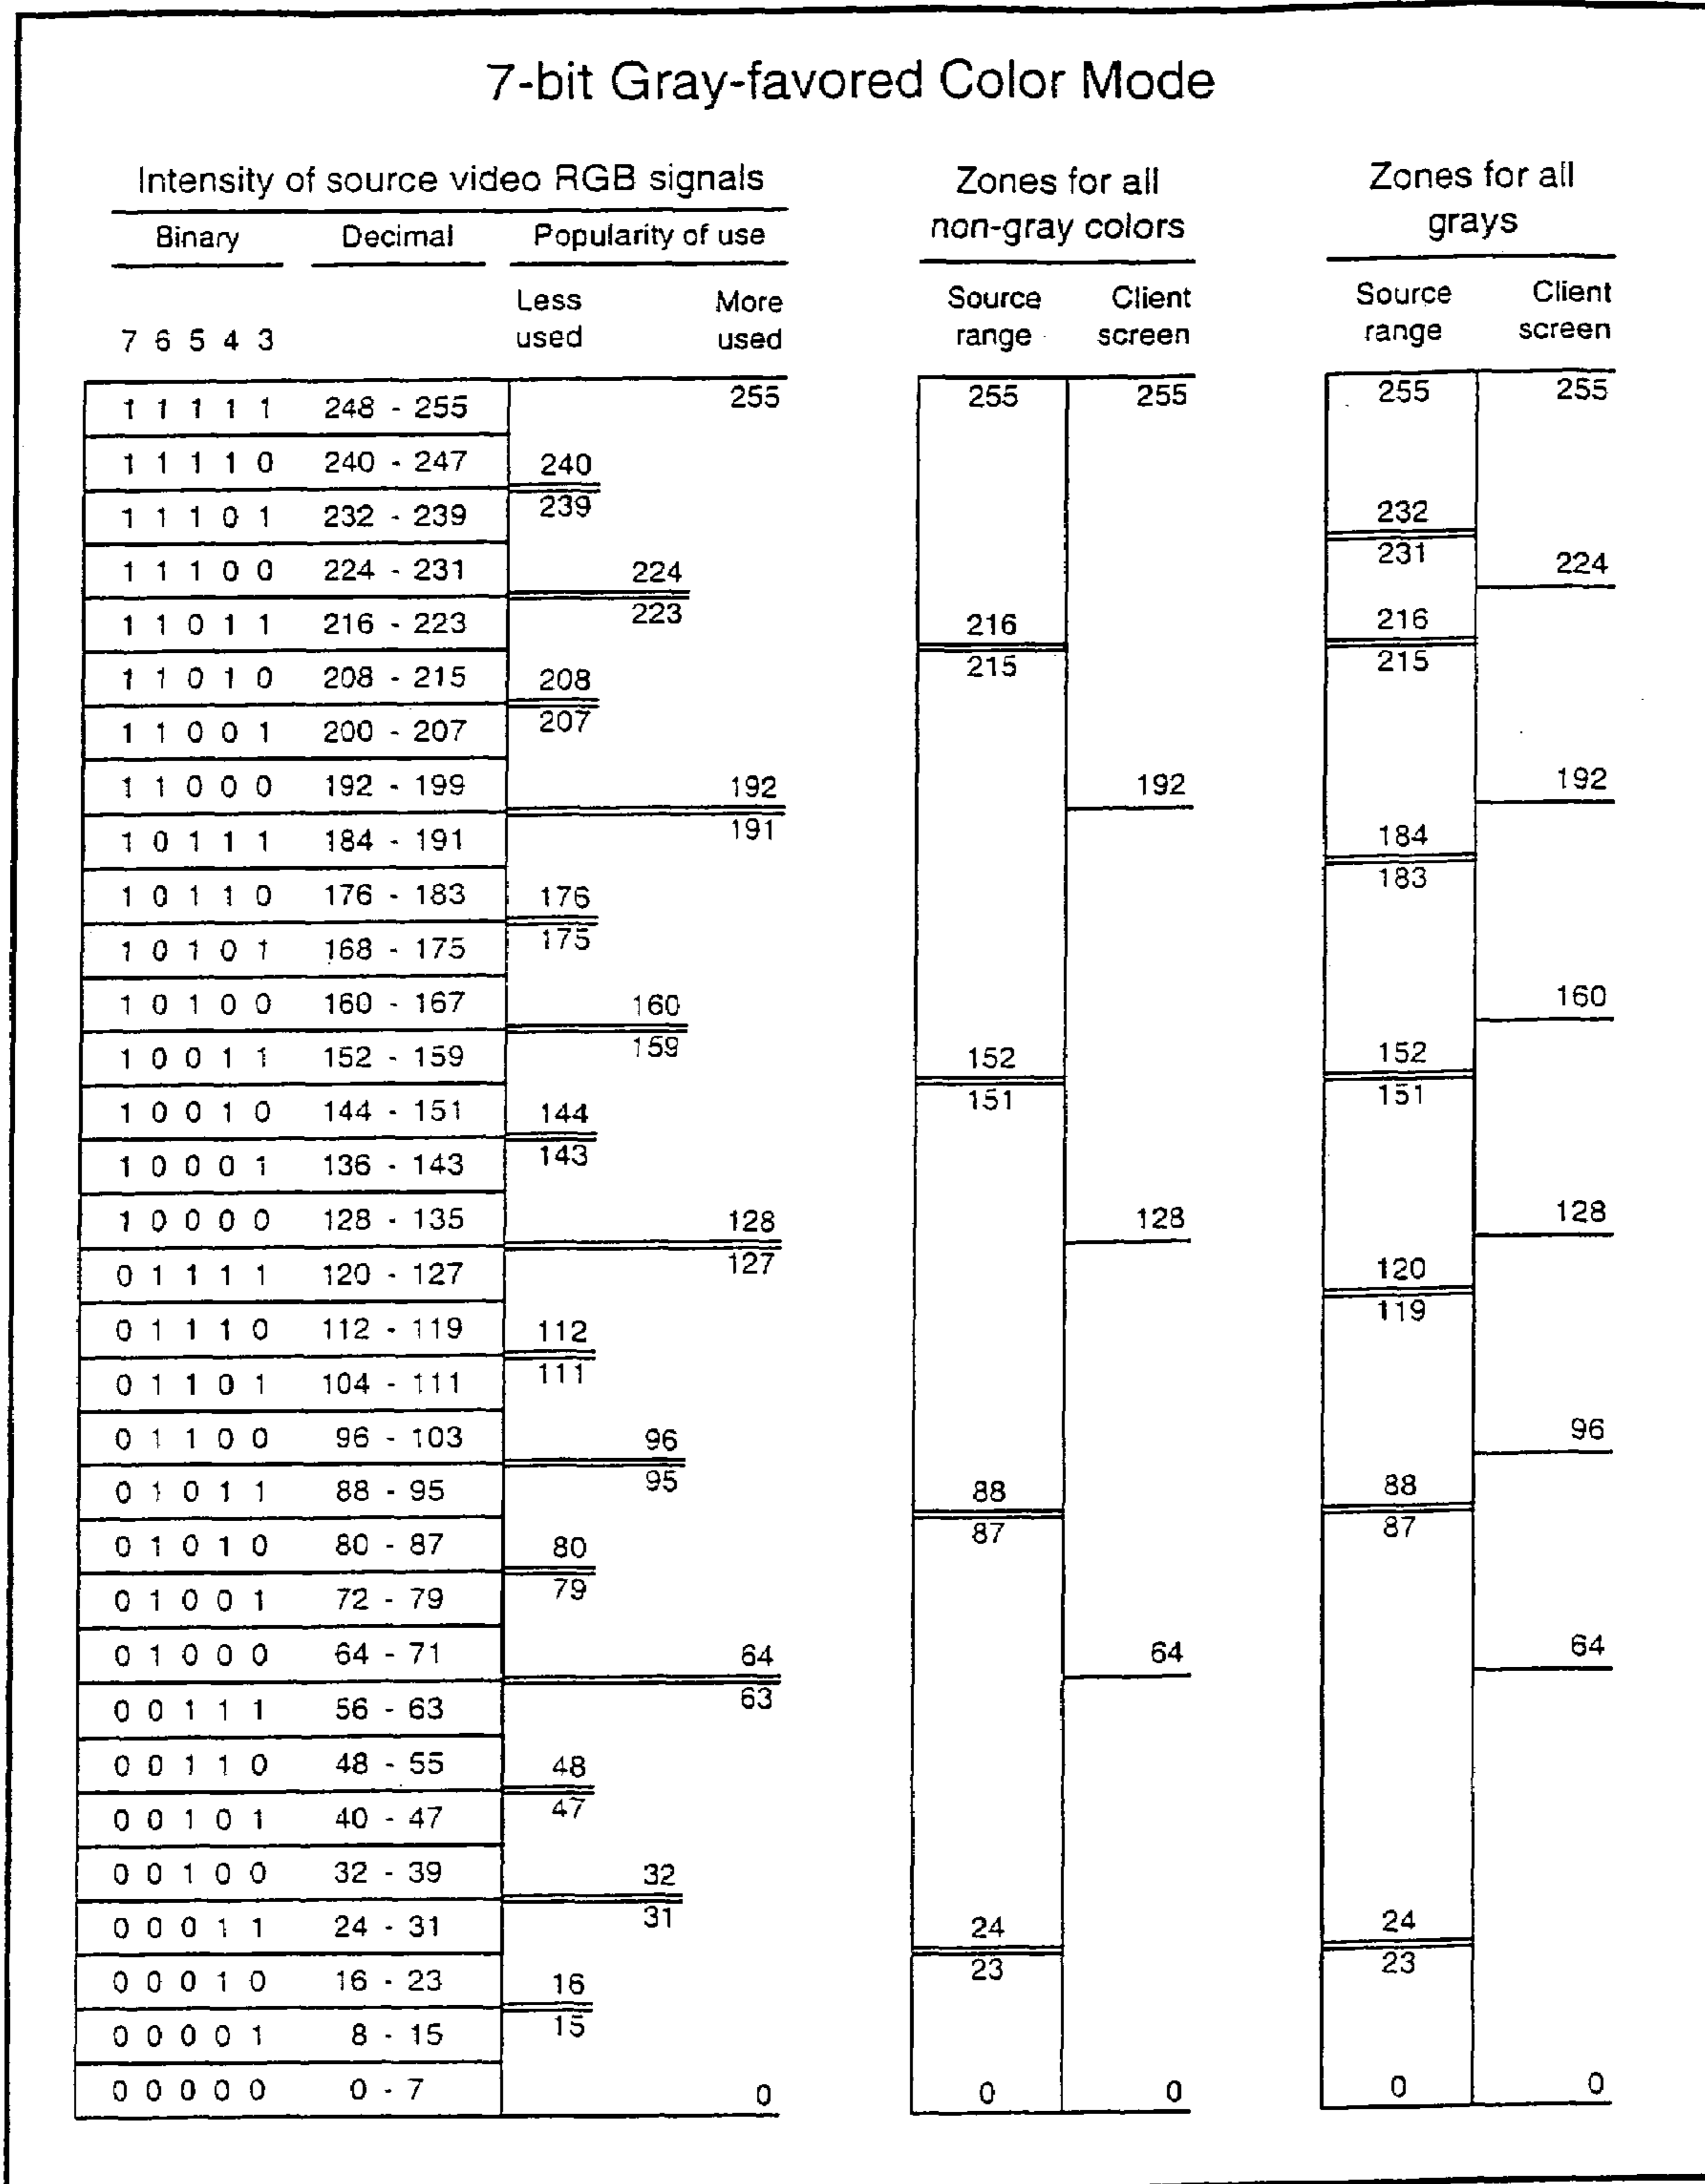 7-bit Gray-favored Color Mode
Intensity of source video RGB signals
Zones for all non-gray colors
Zones for all grays
Binary Decimal Popularity of use
Less used More used
Source range Client screen
Source range Client screen
7 6 5 4 3
1 1 1 1 1 248 - 255 255 255 255 255 255
1 1 1 1 0 240 - 247 240
1 1 1 0 1 232 - 239 239 232
1 1 1 0 0 224 - 231 224 231 224
1 1 0 1 1 216 - 223 223 216 216
1 1 0 1 0 208 - 215 208 215 215
1 1 0 0 1 200 - 207 207
1 1 0 0 0 192 - 199 192 192 192
1 0 1 1 1 184 - 191 191 184
1 0 1 1 0 176 - 183 176 183
1 0 1 0 1 168 - 175 175
1 0 1 0 0 160 - 167 160 160
1 0 0 1 1 152 - 159 159 152 152
1 0 0 1 0 144 - 151 144 151 151
1 0 0 0 1 136 - 143 143
1 0 0 0 0 128 - 135 128 128 128
0 1 1 1 1 120 - 127 127 120
0 1 1 1 0 112 - 119 112 119
0 1 1 0 1 104 - 111 111
0 1 1 0 0 96 - 103 96 96
0 1 0 1 1 88 - 95 95 88 88
0 1 0 1 0 80 - 87 80 87 87
0 1 0 0 1 72 - 79 79
0 1 0 0 0 64 - 71 64 64 64
0 0 1 1 1 56 - 63 63
0 0 1 1 0 48 - 55 48
0 0 1 0 1 40 - 47 47
0 0 1 0 0 32 - 39 32
0 0 0 1 1 24 - 31 31 24 24
0 0 0 1 0 16 - 23 16 23 23
0 0 0 0 1 8 - 15 15
0 0 0 0 0 0 - 7 0 0 0 0 0